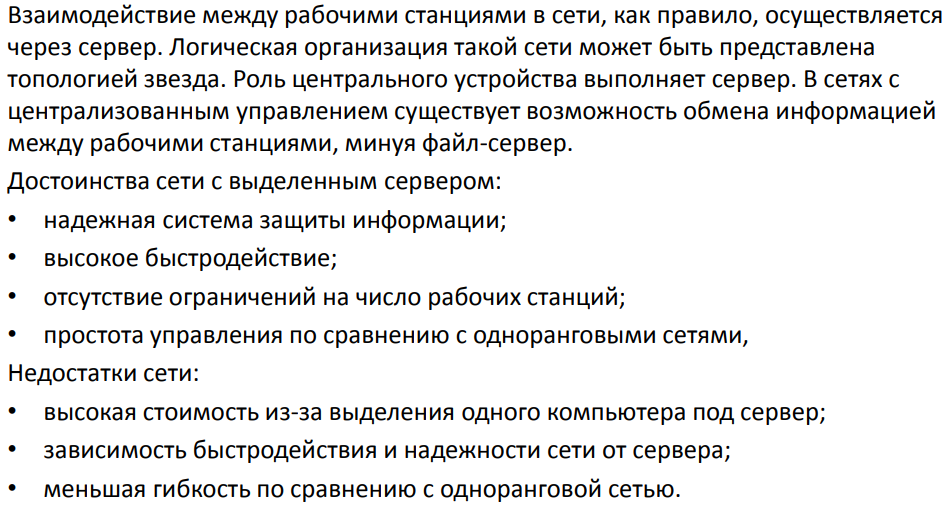 Взаимодействие между рабочими станциями в сети, как правило, осуществляется
через сервер. Логическая организация такой сети может быть представлена
топологией звезда. Роль центрального устройства выполняет сервер. В сетях с
централизованным управлением существует возможность обмена информацией
между рабочими станциями, минуя файл-сервер.
Достоинства сети с выделенным сервером:
• надежная система защиты информации;
• высокое быстродействие;
• отсутствие ограничений на число рабочих станций;
• простота управления по сравнению с одноранговыми сетями,
Недостатки сети:
• высокая стоимость из-за выделения одного компьютера под сервер;
• зависимость быстродействия и надежности сети от сервера;
• меньшая гибкость по сравнению с одноранговой сетью.